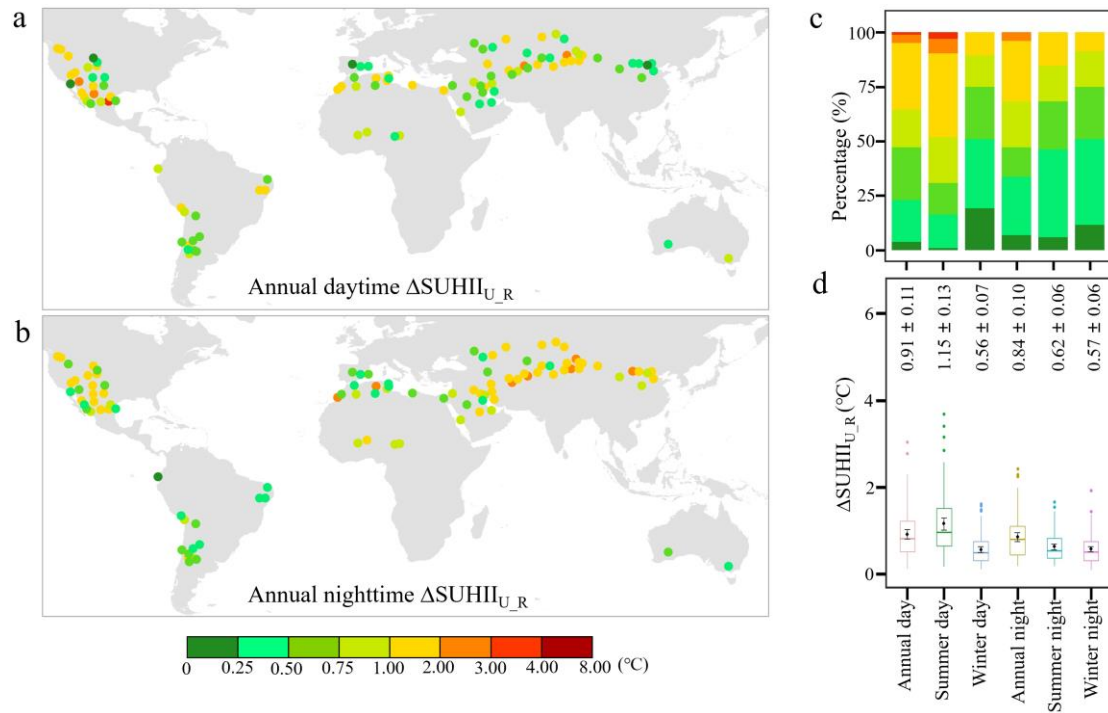 a
Annual daytime ΔSUHII_U_R
b
Annual nighttime ΔSUHII_U_R
0 0.25 0.50 0.75 1.00 2.00 3.00 4.00 8.00 (°C)
c
Percentage (%)
100
75
50
25
0
d
ΔSUHII_U_R (°C)
6
4
2
0
0.91 ± 0.11
1.15 ± 0.13
0.56 ± 0.07
0.84 ± 0.10
0.62 ± 0.06
0.57 ± 0.06
Annual day
Summer day
Winter day
Annual night
Summer night
Winter night